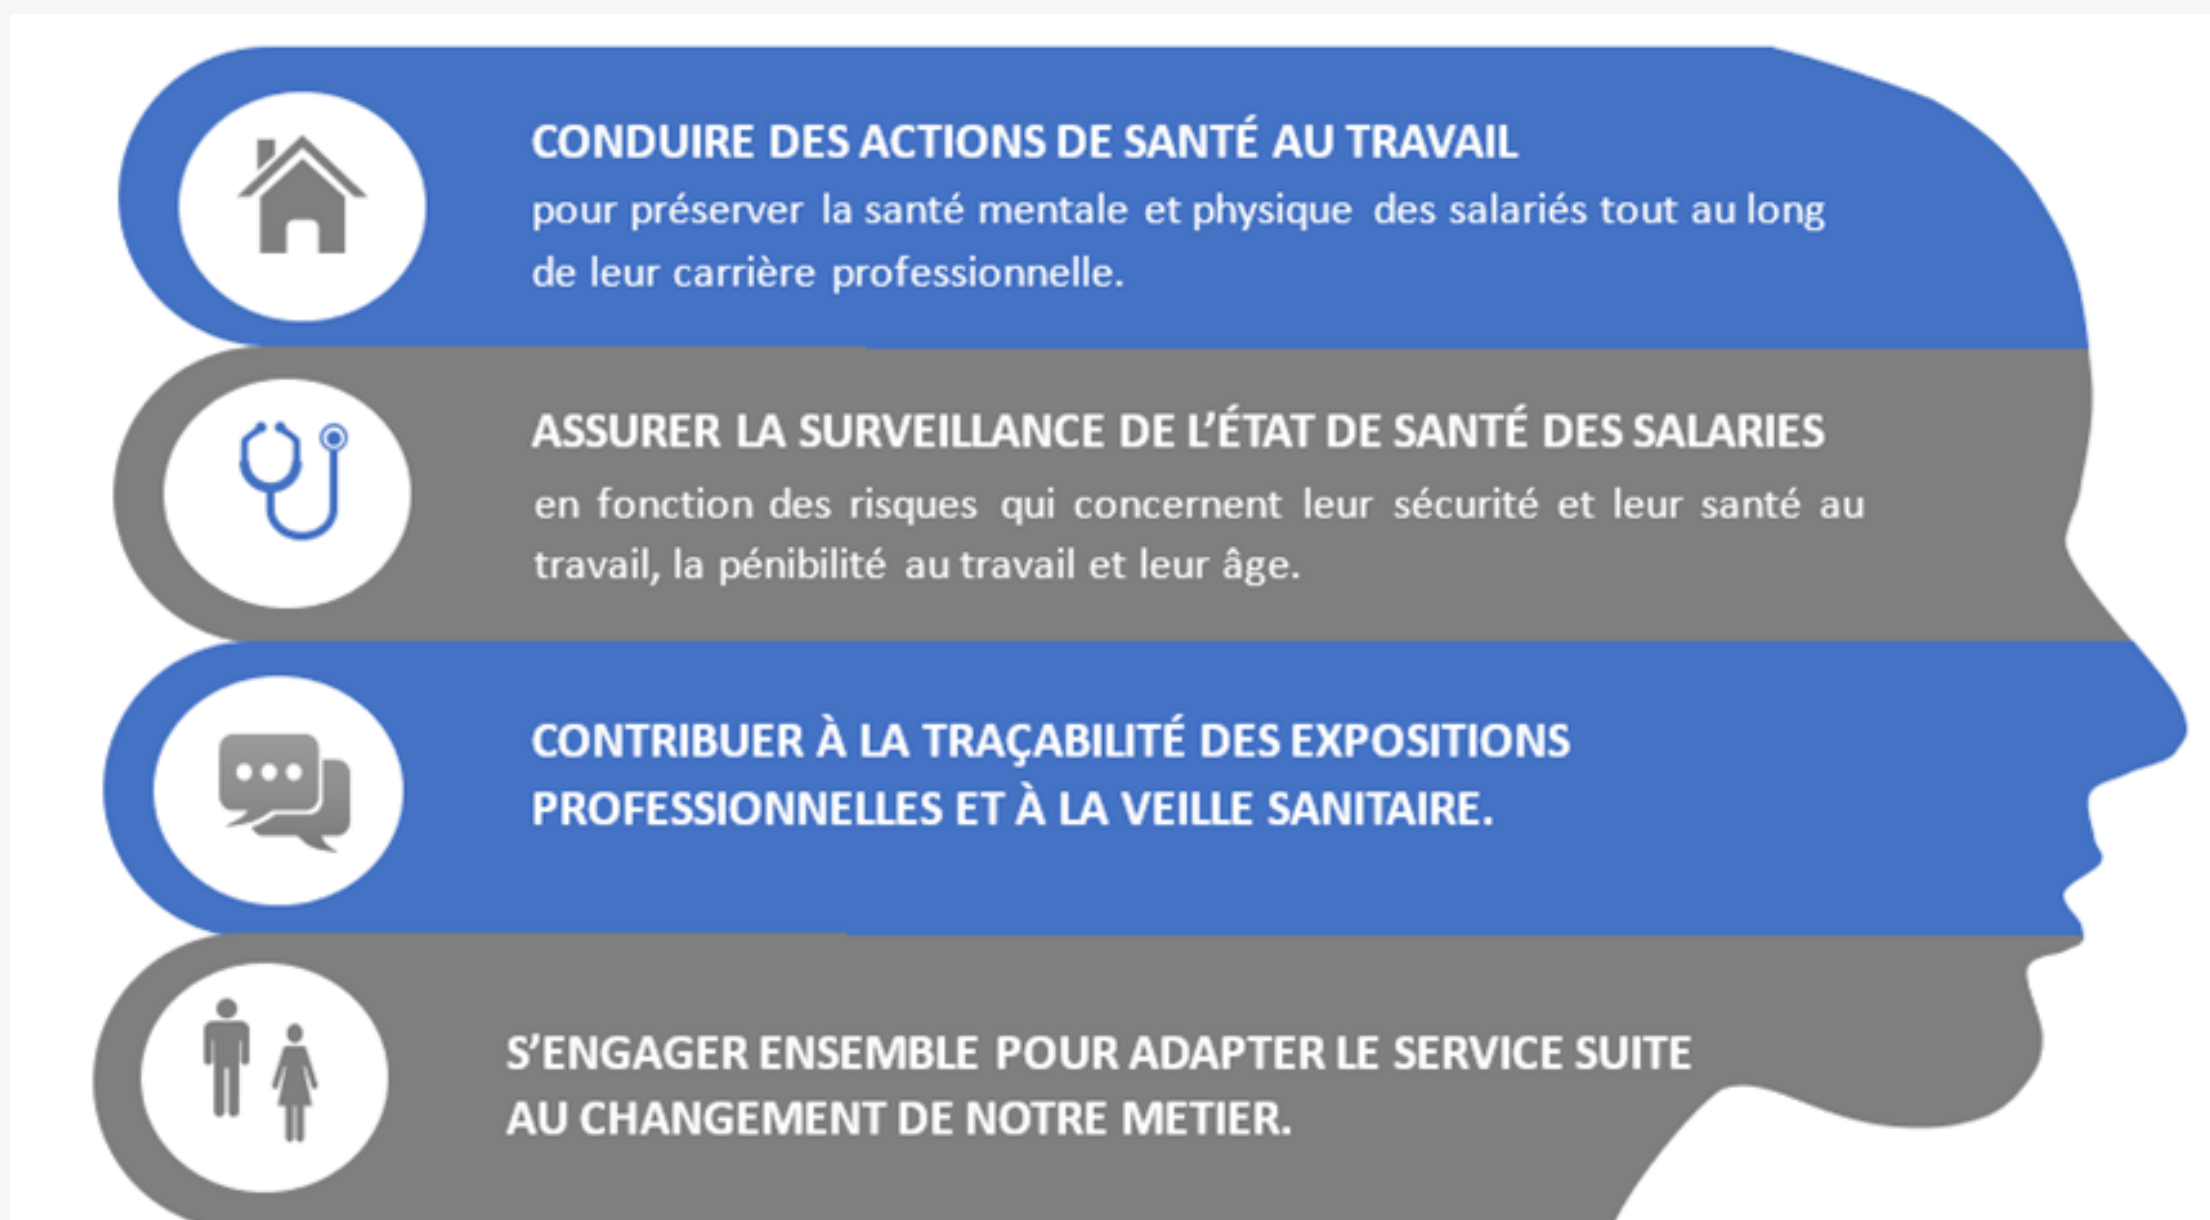 CONDUIRE DES ACTIONS DE SANTÉ AU TRAVAIL
pour préserver la santé mentale et physique des salariés tout au long
de leur carrière professionnelle.
ASSURER LA SURVEILLANCE DE L’ÉTAT DE SANTÉ DES SALARIES
en fonction des risques qui concernent leur sécurité et leur santé au
travail, la pénibilité au travail et leur âge.
CONTRIBUER À LA TRAÇABILITÉ DES EXPOSITIONS
PROFESSIONNELLES ET À LA VEILLE SANITAIRE.
S’ENGAGER ENSEMBLE POUR ADAPTER LE SERVICE SUITE
AU CHANGEMENT DE NOTRE METIER.